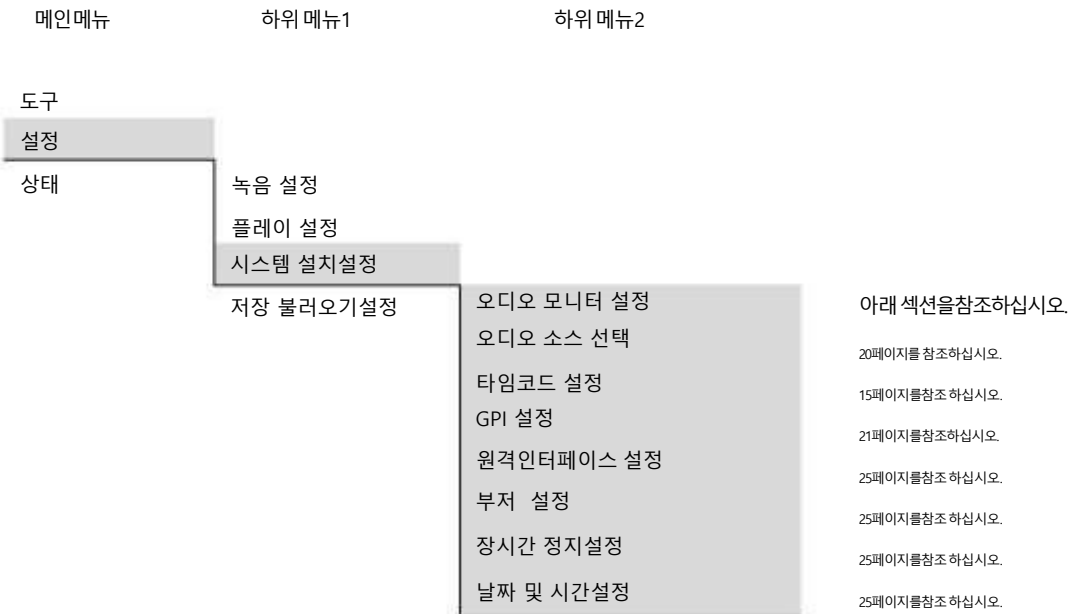 메인메뉴 하위 메뉴1 하위 메뉴2
도구
설정
상태 녹음 설정
플레이 설정
시스템 설치설정
저장 불러오기설정 오디오 모니터 설정 아래 섹션을참조하십시오.
오디오 소스 선택 20페이지를 참조하십시오.
타임코드 설정 15페이지를참조 하십시오.
GPI 설정 21페이지를참조하십시오.
원격인터페이스 설정 25페이지를참조 하십시오.
부저 설정 25페이지를참조 하십시오.
장시간 정지설정 25페이지를참조 하십시오.
날짜 및 시간설정 25페이지를참조 하십시오.